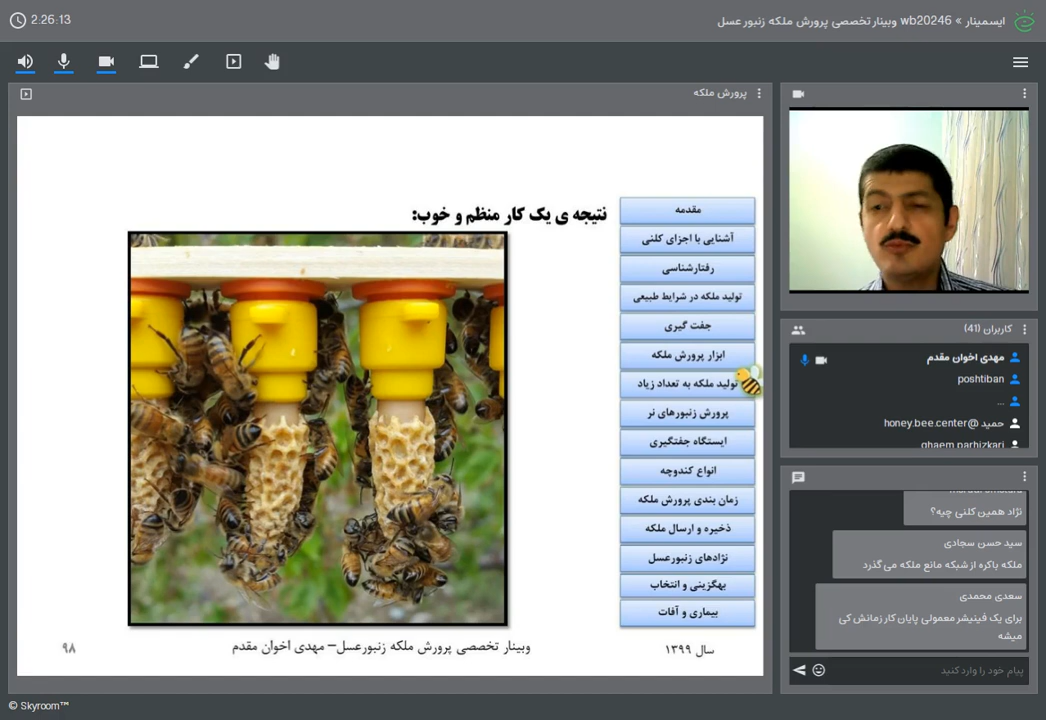 2:26:13
ایسمینار » wb20246 وبینار تخصصی پرورش ملکه زنبور عسل
پرورش ملکه
نتیجه ی یک کار منظم و خوب:
مقدمه
آشنایی با اجزای کلنی
رفتارشناسی
تولید ملکه در شرایط طبیعی
جفت گیری
ابزار پرورش ملکه
تولید ملکه به تعداد زیاد
پرورش زنبورهای نر
ایستگاه جفتگیری
انواع کندوچه
زمان بندی پرورش ملکه
ذخیره و ارسال ملکه
نژادهای زنبورعسل
بهگزینی و انتخاب
بیماری و آفات
سال ۱۳۹۹
وبینار تخصصی پرورش ملکه زنبورعسل– مهدی اخوان مقدم
۹۸
کاربران (41)
مهدی اخوان مقدم
poshtiban
...
حمید @honey.bee.center
ghaem parhizkari
نژاد همین کلنی چیه؟
سید حسن سجادی
ملکه باکره از شبکه مانع ملکه می گذرد
سعدی محمدی
برای یک فینیشر معمولی پایان کار زمانش کی
میشه
پیام خود را وارد کنید
© Skyroom™